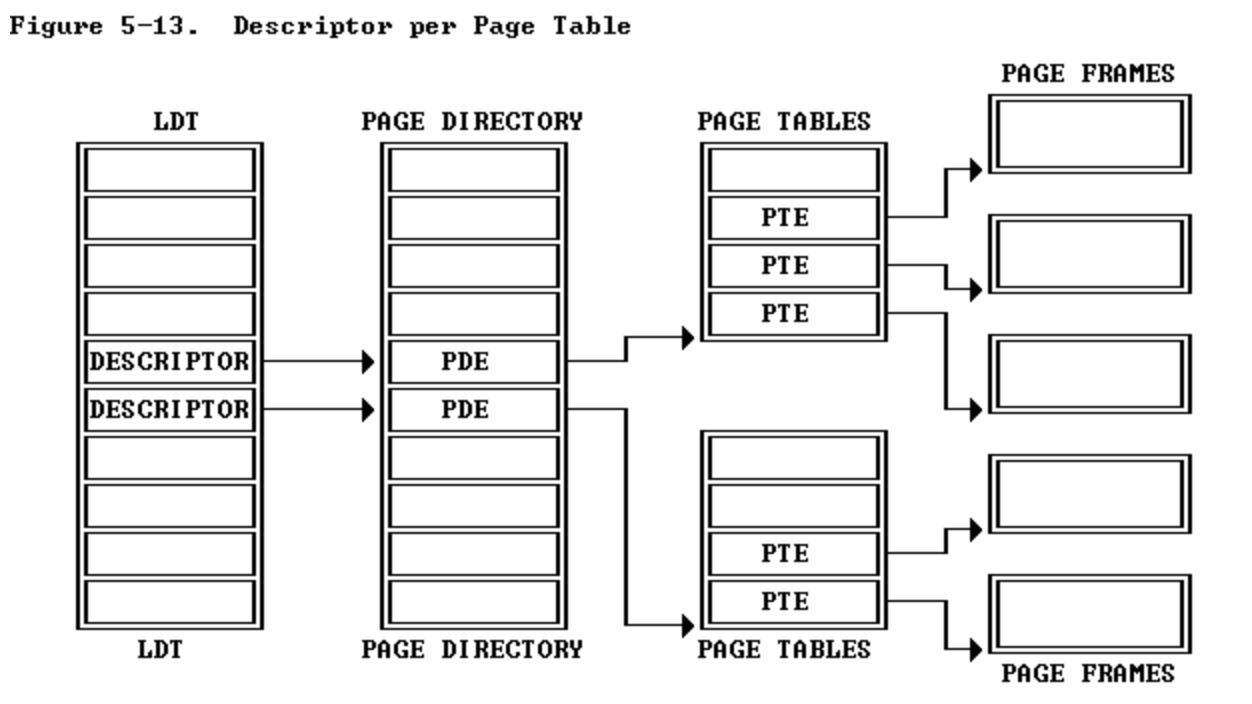 Figure 5-13.  Descriptor per Page Table
PAGE FRAMES
LDT
PAGE DIRECTORY
PAGE TABLES
PTE
PTE
PTE
DESCRIPTOR
PDE
DESCRIPTOR
PDE
PTE
PTE
LDT
PAGE DIRECTORY
PAGE TABLES
PAGE FRAMES